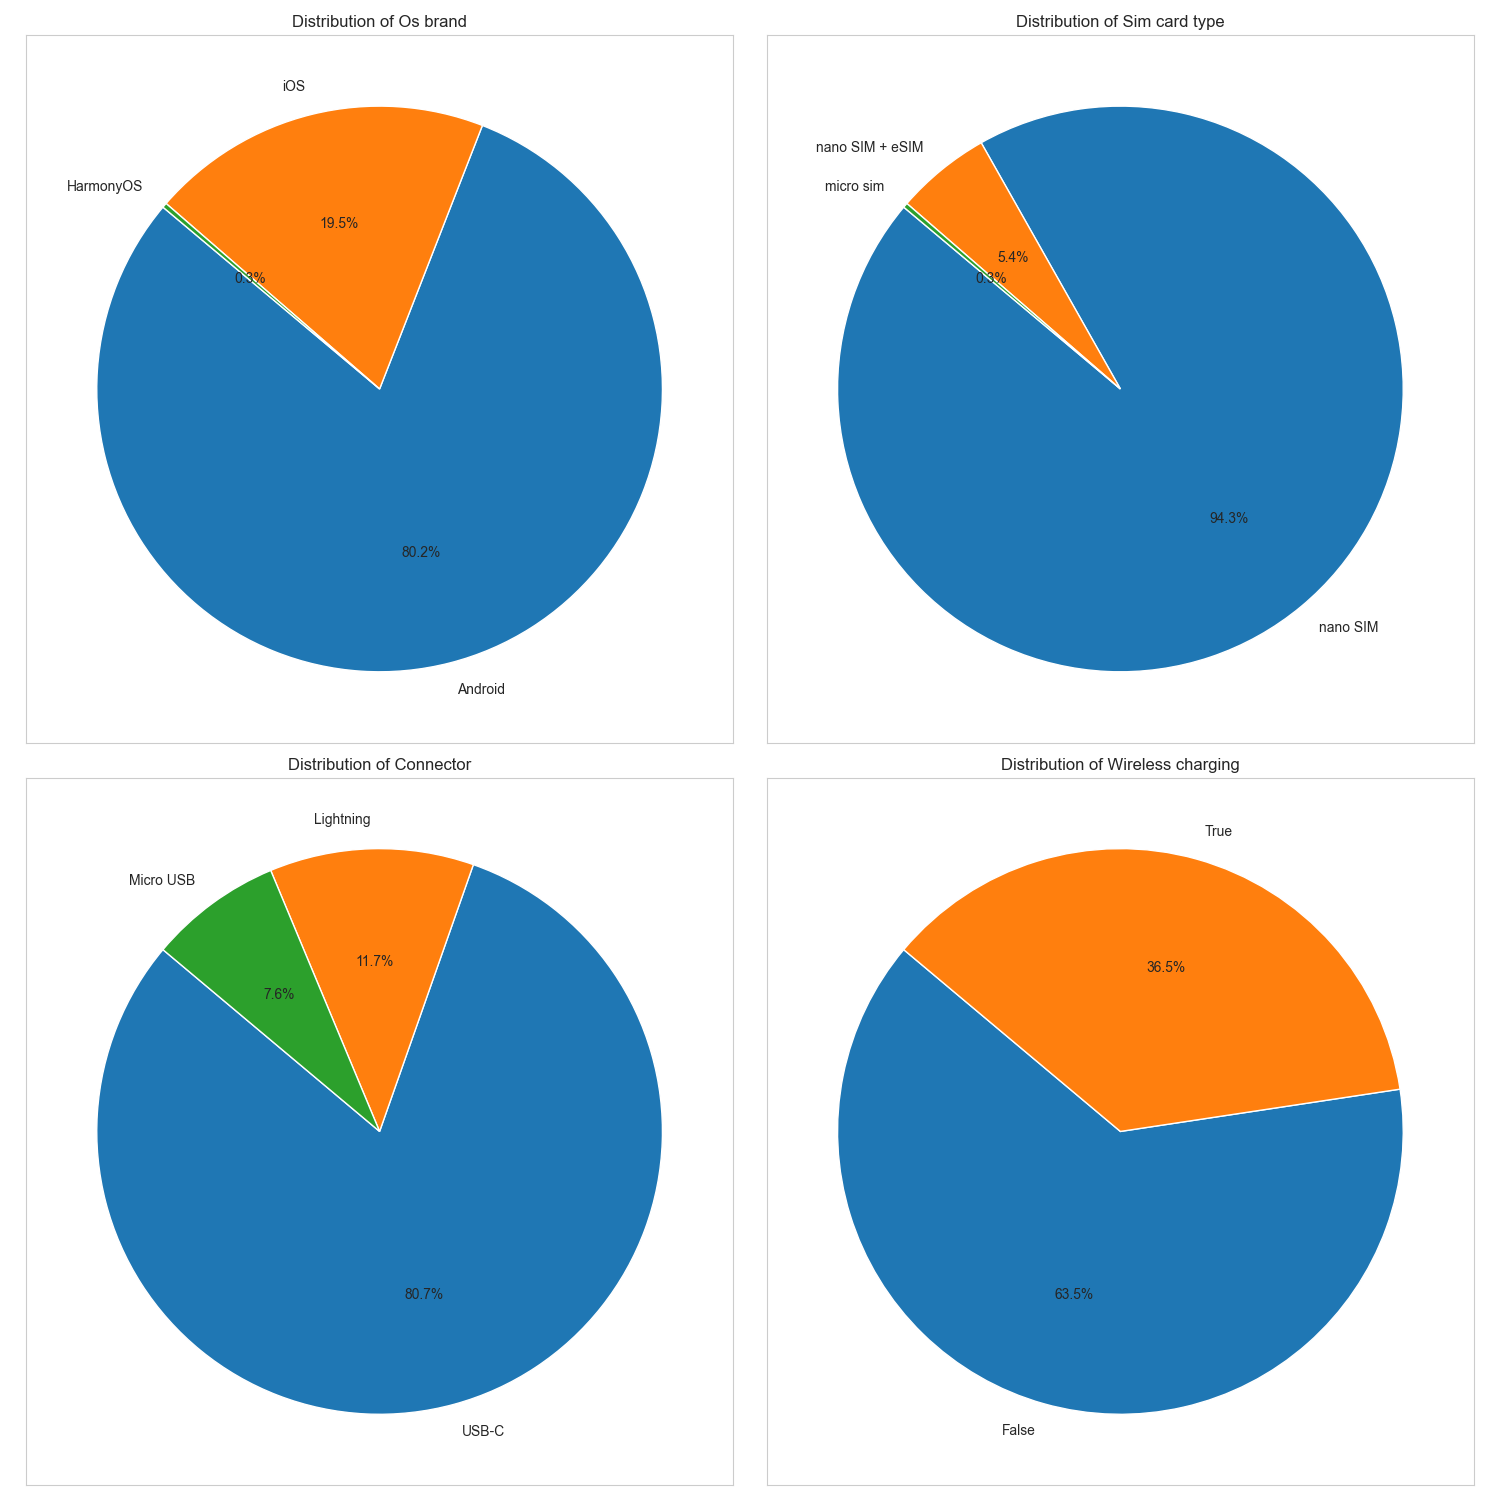 Distribution of Os brand
iOS
HarmonyOS
19.5%
0.3%
80.2%
Android
Distribution of Sim card type
nano SIM + eSIM
micro sim
5.4%
0.3%
94.3%
nano SIM
Distribution of Connector
Lightning
Micro USB
11.7%
7.6%
80.7%
USB-C
Distribution of Wireless charging
True
36.5%
63.5%
False